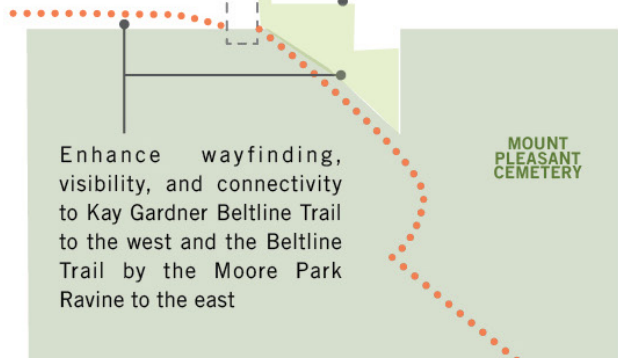 Enhance wayfinding,
visibility, and connectivity
to Kay Gardner Beltline Trail
to the west and the Beltline
Trail by the Moore Park
Ravine to the east
MOUNT
PLEASANT
CEMETERY